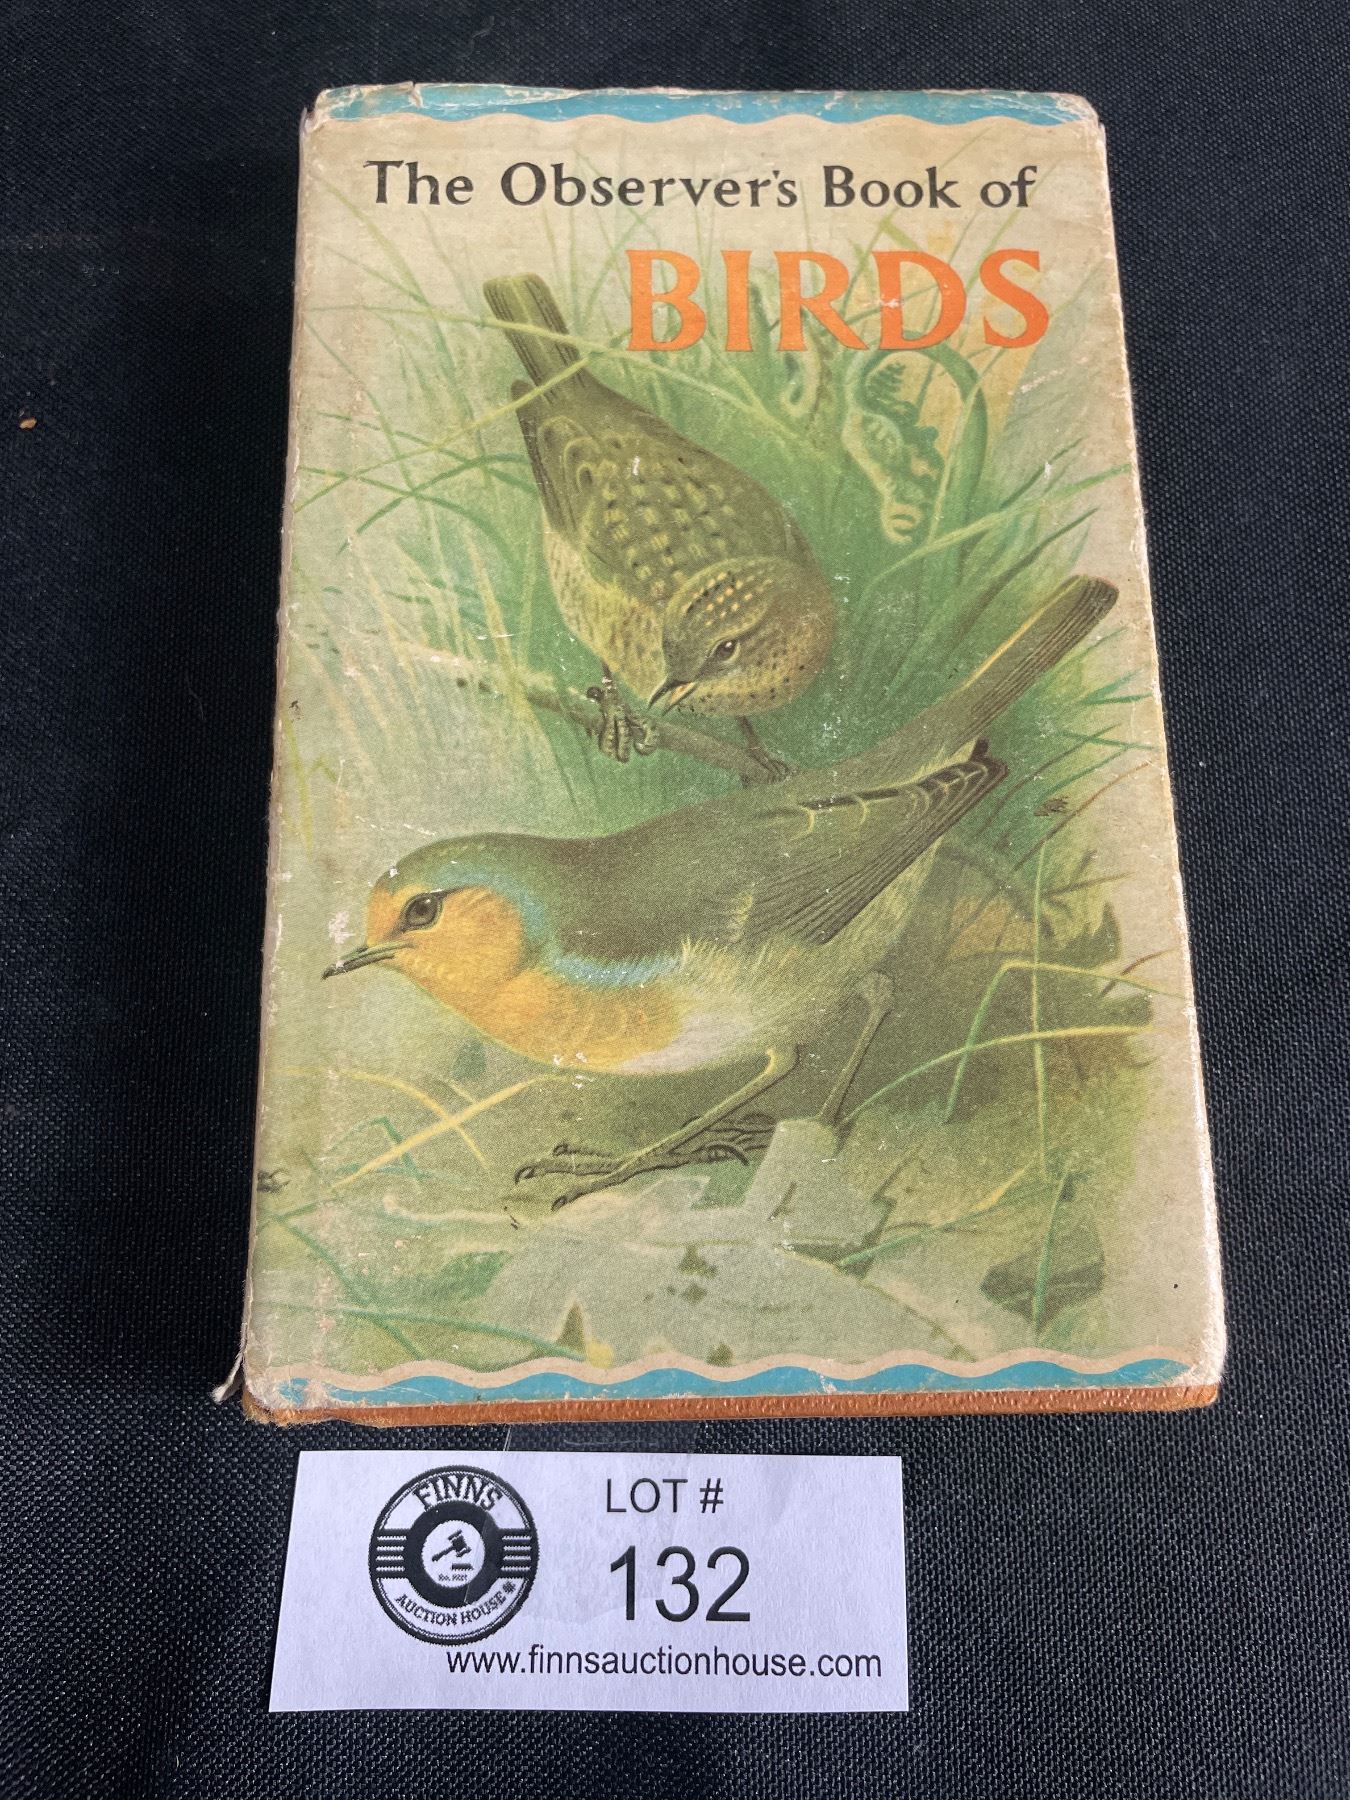 The Observer's Book of
BIRDS
FINNS
AUCTION HOUSE
LOT #
132
www.finnsauctionhouse.com